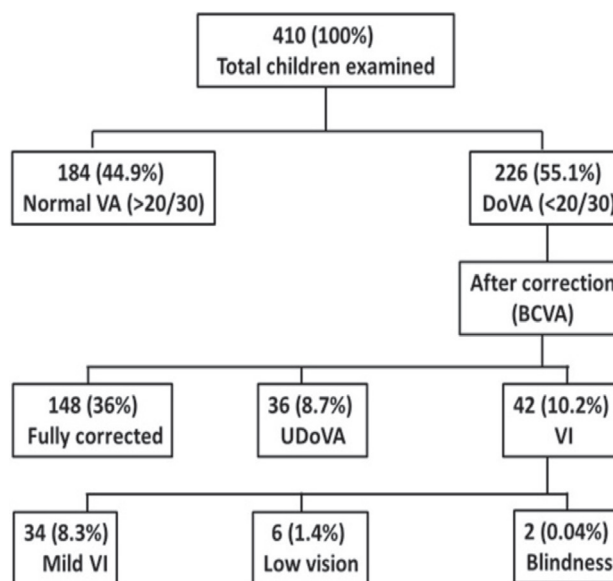 410 (100%)
Total children examined
184 (44.9%)
Normal VA (>20/30)
226 (55.1%)
DoVA (<20/30)
After correction
(BCVA)
148 (36%)
Fully corrected
36 (8.7%)
UDoVA
42 (10.2%)
VI
34 (8.3%)
Mild VI
6 (1.4%)
Low vision
2 (0.04%)
Blindness